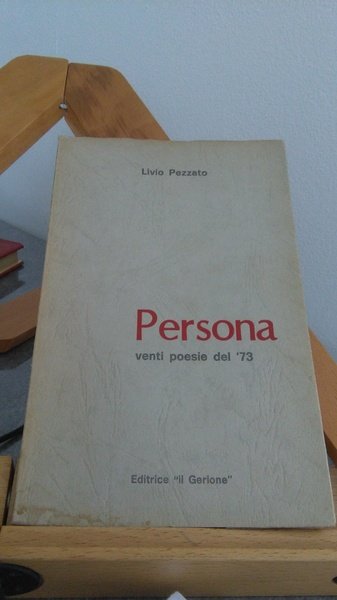 Livio Pezzato
Persona
venti poesie del '73
Editrice "il Gerione"